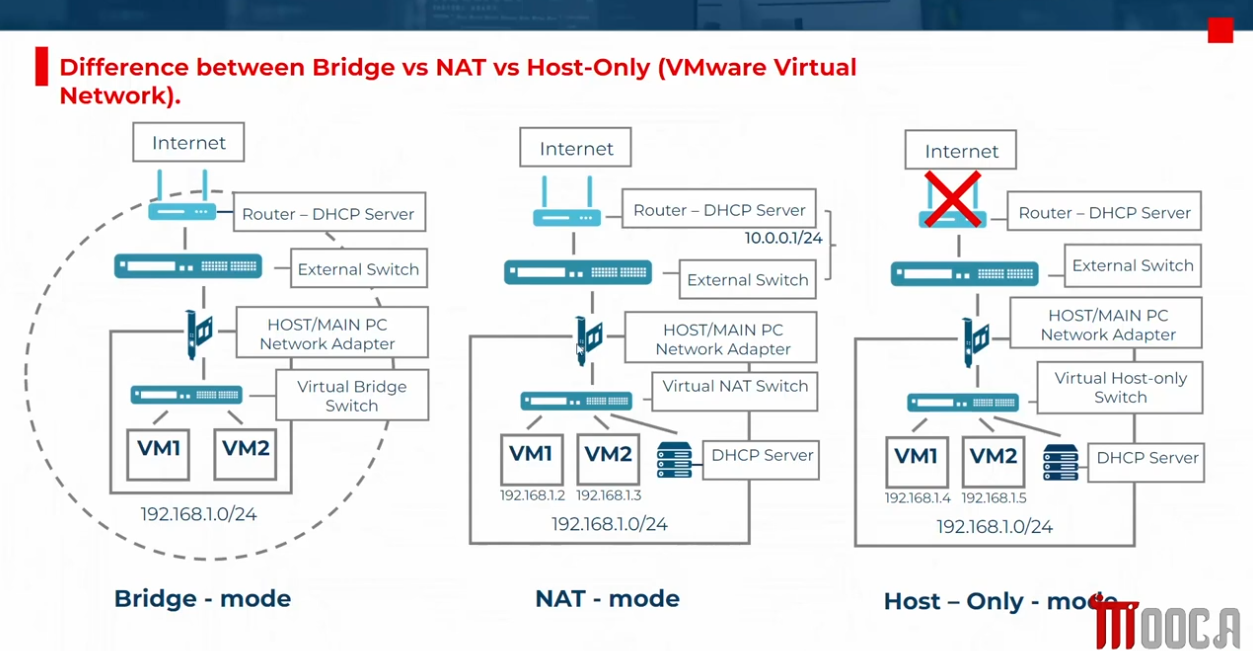 Difference between Bridge vs NAT vs Host-Only (VMware Virtual
Network).
Internet
Router – DHCP Server
External Switch
HOST/MAIN PC
Network Adapter
Virtual Bridge
Switch
VM1
VM2
192.168.1.0/24
Bridge - mode
Internet
Router – DHCP Server
10.0.0.1/24
External Switch
HOST/MAIN PC
Network Adapter
Virtual NAT Switch
VM1
VM2
DHCP Server
192.168.1.2
192.168.1.3
192.168.1.0/24
NAT - mode
Internet
Router – DHCP Server
External Switch
HOST/MAIN PC
Network Adapter
Virtual Host-only
Switch
VM1
VM2
DHCP Server
192.168.1.4
192.168.1.5
192.168.1.0/24
Host – Only - mode
MOOCA